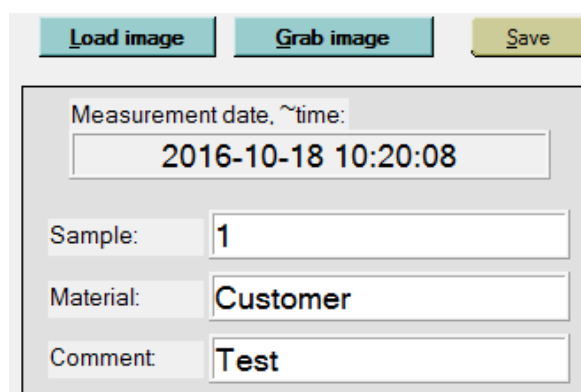 Load image Grab image Save
Measurement date, ~time:
2016-10-18 10:20:08
Sample: 1
Material: Customer
Comment: Test